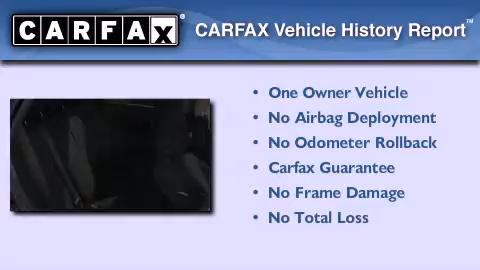 CARFAX® CARFAX Vehicle History Report™
• One Owner Vehicle
• No Airbag Deployment
• No Odometer Rollback
• Carfax Guarantee
• No Frame Damage
• No Total Loss